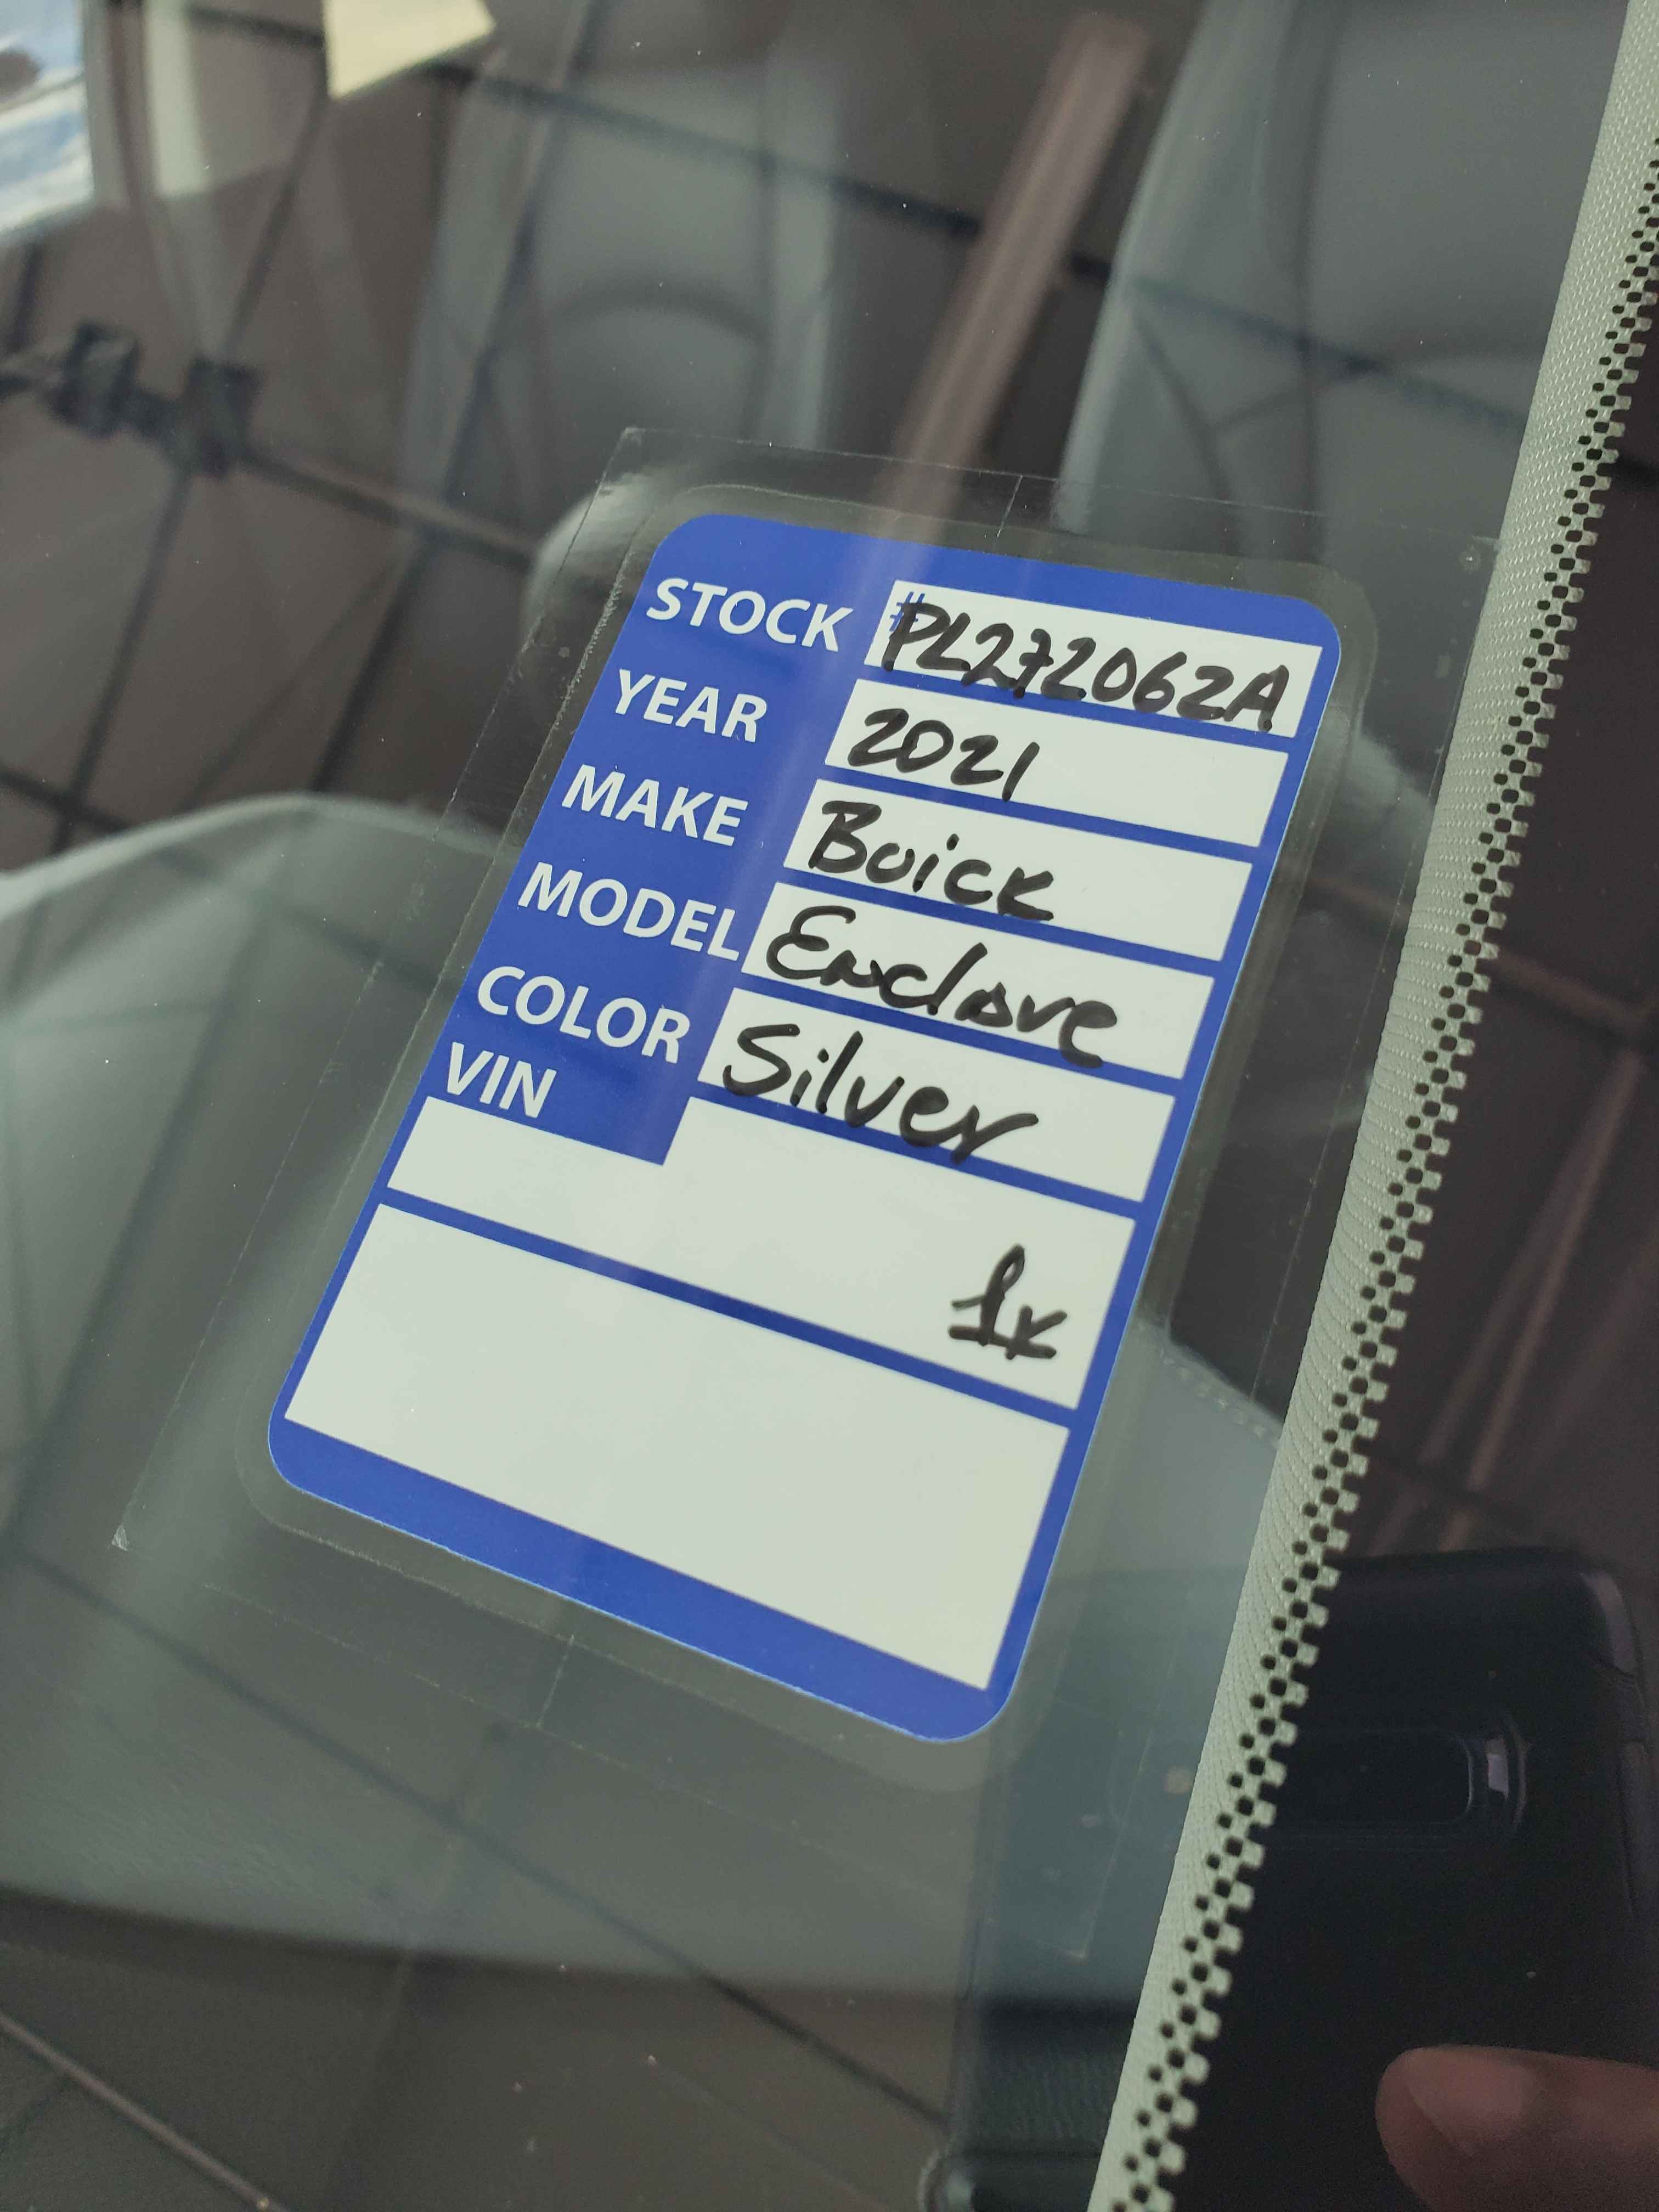 STOCK #PL272062A
YEAR 2021
MAKE Buick
MODEL Enclave
COLOR Silver
VIN
1k